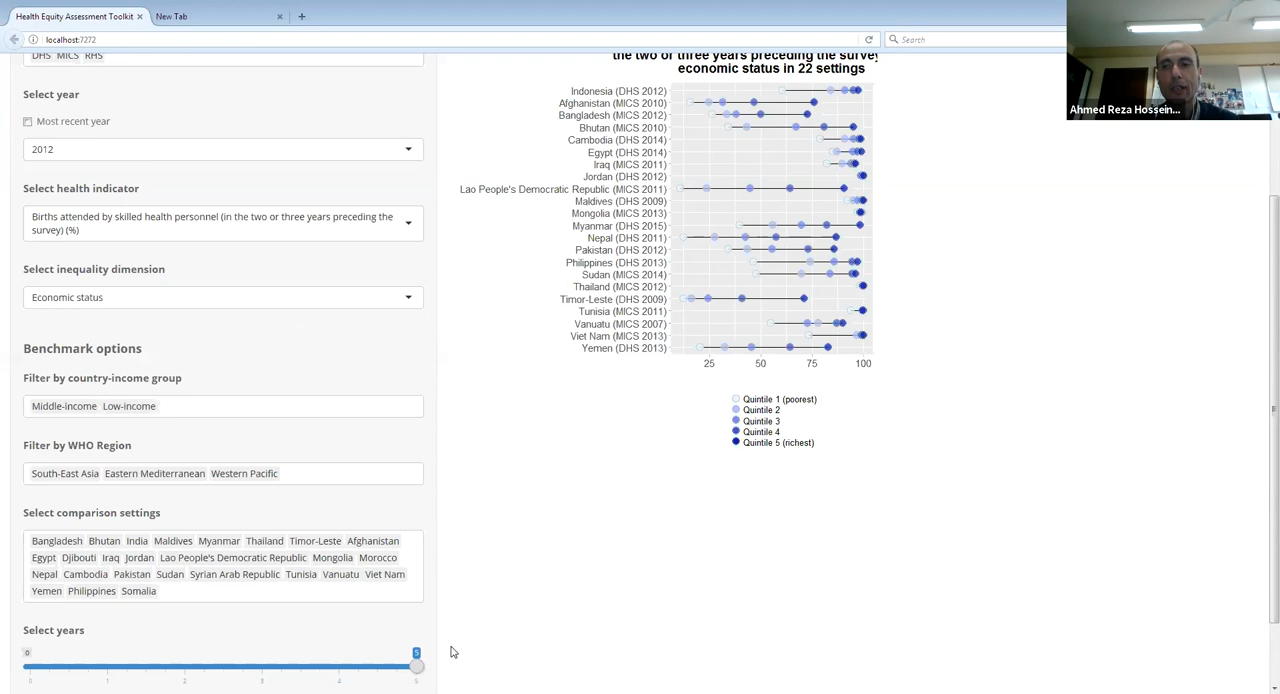 Health Equity Assessment Toolkit
New Tab
localhost:7272
Search
Ahmed Reza Hossein...
DHS MICS RHS
Select year
Most recent year
2012
Select health indicator
Births attended by skilled health personnel (in the two or three years preceding the
survey) (%)
Select inequality dimension
Economic status
Benchmark options
Filter by country-income group
Middle-income Low-income
Filter by WHO Region
South-East Asia Eastern Mediterranean Western Pacific
Select comparison settings
Bangladesh Bhutan India Maldives Myanmar Thailand Timor-Leste Afghanistan
Egypt Djibouti Iraq Jordan Lao People's Democratic Republic Mongolia Morocco
Nepal Cambodia Pakistan Sudan Syrian Arab Republic Tunisia Vanuatu Viet Nam
Yemen Philippines Somalia
Select years
0 5
0 1 2 3 4 5
the two or three years preceding the survey
economic status in 22 settings
Indonesia (DHS 2012)
Afghanistan (MICS 2010)
Bangladesh (MICS 2012)
Bhutan (MICS 2010)
Cambodia (DHS 2014)
Egypt (DHS 2014)
Iraq (MICS 2011)
Jordan (DHS 2012)
Lao People's Democratic Republic (MICS 2011)
Maldives (DHS 2009)
Mongolia (MICS 2013)
Myanmar (DHS 2015)
Nepal (DHS 2011)
Pakistan (DHS 2012)
Philippines (DHS 2013)
Sudan (MICS 2014)
Thailand (MICS 2012)
Timor-Leste (DHS 2009)
Tunisia (MICS 2011)
Vanuatu (MICS 2007)
Viet Nam (MICS 2013)
Yemen (DHS 2013)
25 50 75 100
Quintile 1 (poorest)
Quintile 2
Quintile 3
Quintile 4
Quintile 5 (richest)